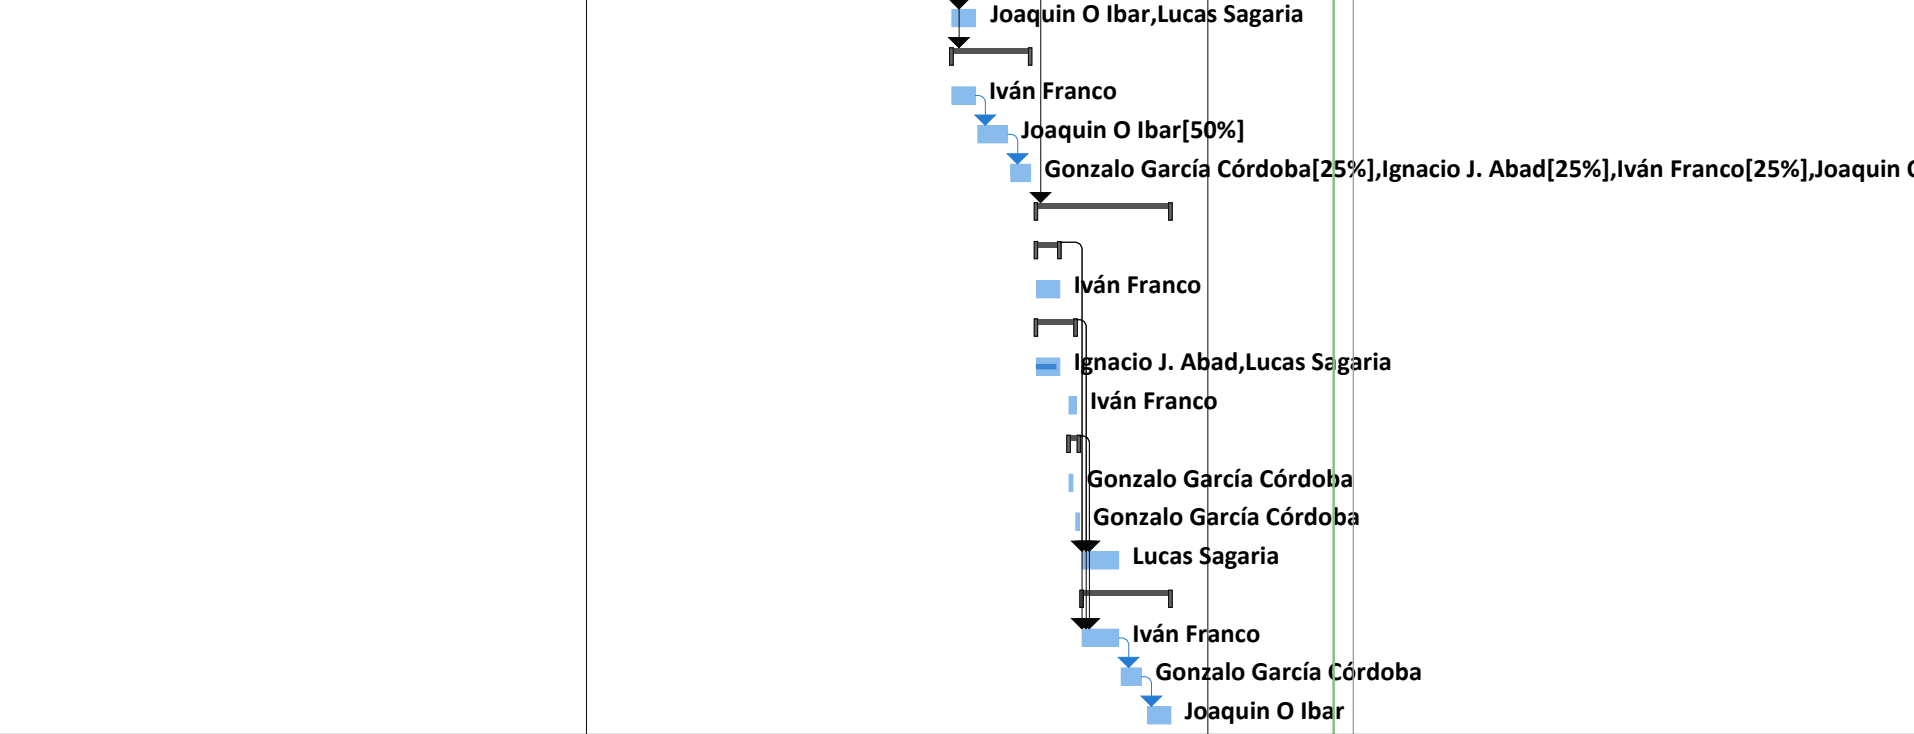 Joaquin O Ibar,Lucas Sagaria
Iván Franco
Joaquin O Ibar[50%]
Gonzalo García Córdoba[25%],Ignacio J. Abad[25%],Iván Franco[25%],Joaquin
Iván Franco
Ignacio J. Abad,Lucas Sagaria
Iván Franco
Gonzalo García Córdoba
Gonzalo García Córdoba
Lucas Sagaria
Iván Franco
Gonzalo García Córdoba
Joaquin O Ibar